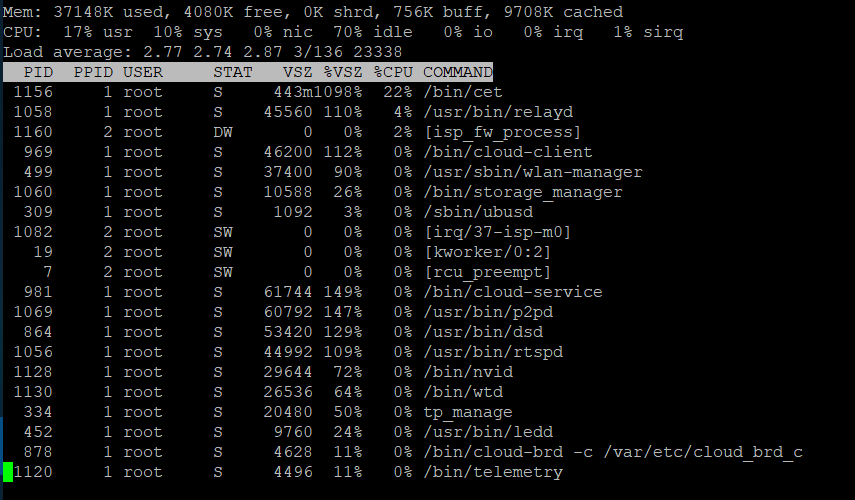 Mem: 37148K used, 4080K free, 0K shrd, 756K buff, 9708K cached
CPU:  17% usr  10% sys   0% nic  70% idle   0% io   0% irq   1% sirq
Load average: 2.77 2.74 2.87 3/136 23338
  PID  PPID USER     STAT   VSZ %VSZ %CPU COMMAND
 1156     1 root     S     443m1098%  22% /bin/cet
 1058     1 root     S    45560 110%   4% /usr/bin/relayd
 1160     2 root     DW       0   0%   2% [isp_fw_process]
  969     1 root     S    46200 112%   0% /bin/cloud-client
  499     1 root     S    37400  90%   0% /usr/sbin/wlan-manager
 1060     1 root     S    10588  26%   0% /bin/storage_manager
  309     1 root     S     1092   3%   0% /sbin/ubusd
 1082     2 root     SW       0   0%   0% [irq/37-isp-m0]
   19     2 root     SW       0   0%   0% [kworker/0:2]
    7     2 root     SW       0   0%   0% [rcu_preempt]
  981     1 root     S    61744 149%   0% /bin/cloud-service
 1069     1 root     S    60792 147%   0% /usr/bin/p2pd
  864     1 root     S    53420 129%   0% /usr/bin/dsd
 1056     1 root     S    44992 109%   0% /usr/bin/rtspd
 1128     1 root     S    29644  72%   0% /bin/nvid
 1130     1 root     S    26536  64%   0% /bin/wtd
  334     1 root     S    20480  50%   0% tp_manage
  452     1 root     S     9760  24%   0% /usr/bin/ledd
  878     1 root     S     4628  11%   0% /bin/cloud-brd -c /var/etc/cloud_brd_c
 1120     1 root     S     4496  11%   0% /bin/telemetry